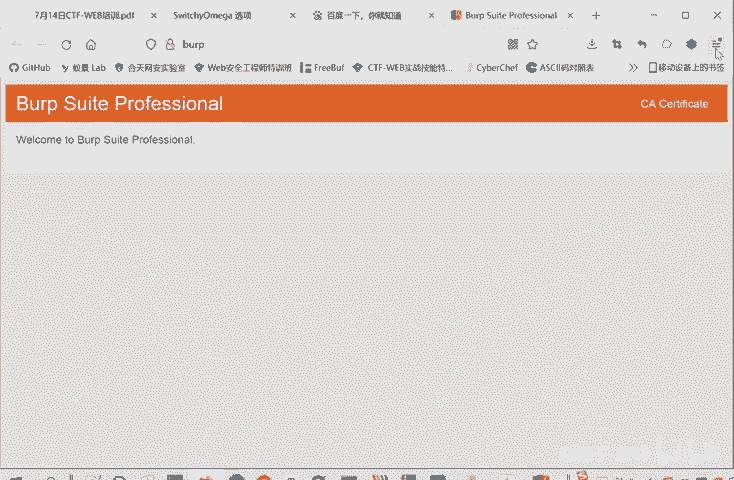 7月14日CTF-WEB培训.pdf
SwitchyOmega 选项
百度一下，你就知道
Burp Suite Professional
burp
GitHub
蚁景 Lab
合天网安实验室
Web安全工程师特训班
FreeBuf
CTF-WEB实战技能特...
CyberChef
ASCII码对照表
移动设备上的书签
Burp Suite Professional
CA Certificate
Welcome to Burp Suite Professional.